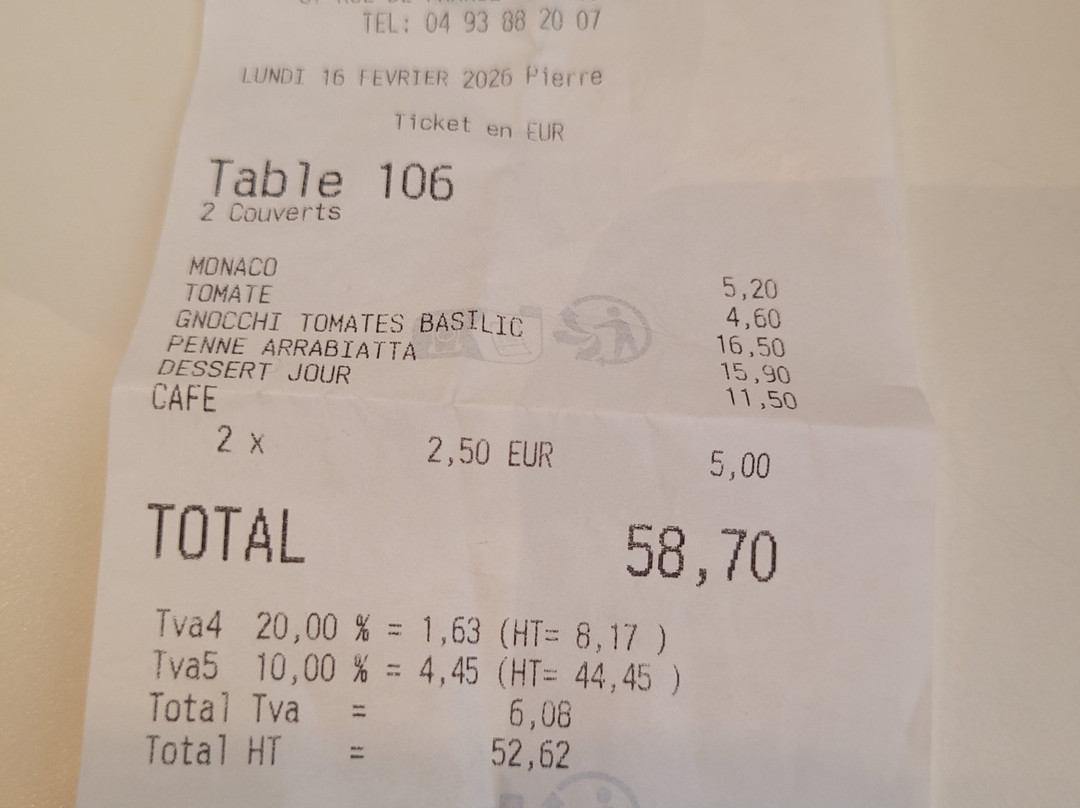 TEL: 04 93 88 20 07
LUNDI 16 FEVRIER 2026 Pierre
Ticket en EUR
Table 106
2 Couverts
MONACO 5,20
TOMATE 4,60
GNOCCHI TOMATES BASILIC 16,50
PENNE ARRABIATTA 15,90
DESSERT JOUR 11,50
CAFE
2 x 2,50 EUR 5,00
TOTAL 58,70
Tva4 20,00 % = 1,63 (HT= 8,17 )
Tva5 10,00 % = 4,45 (HT= 44,45 )
Total Tva = 6,08
Total HT = 52,62